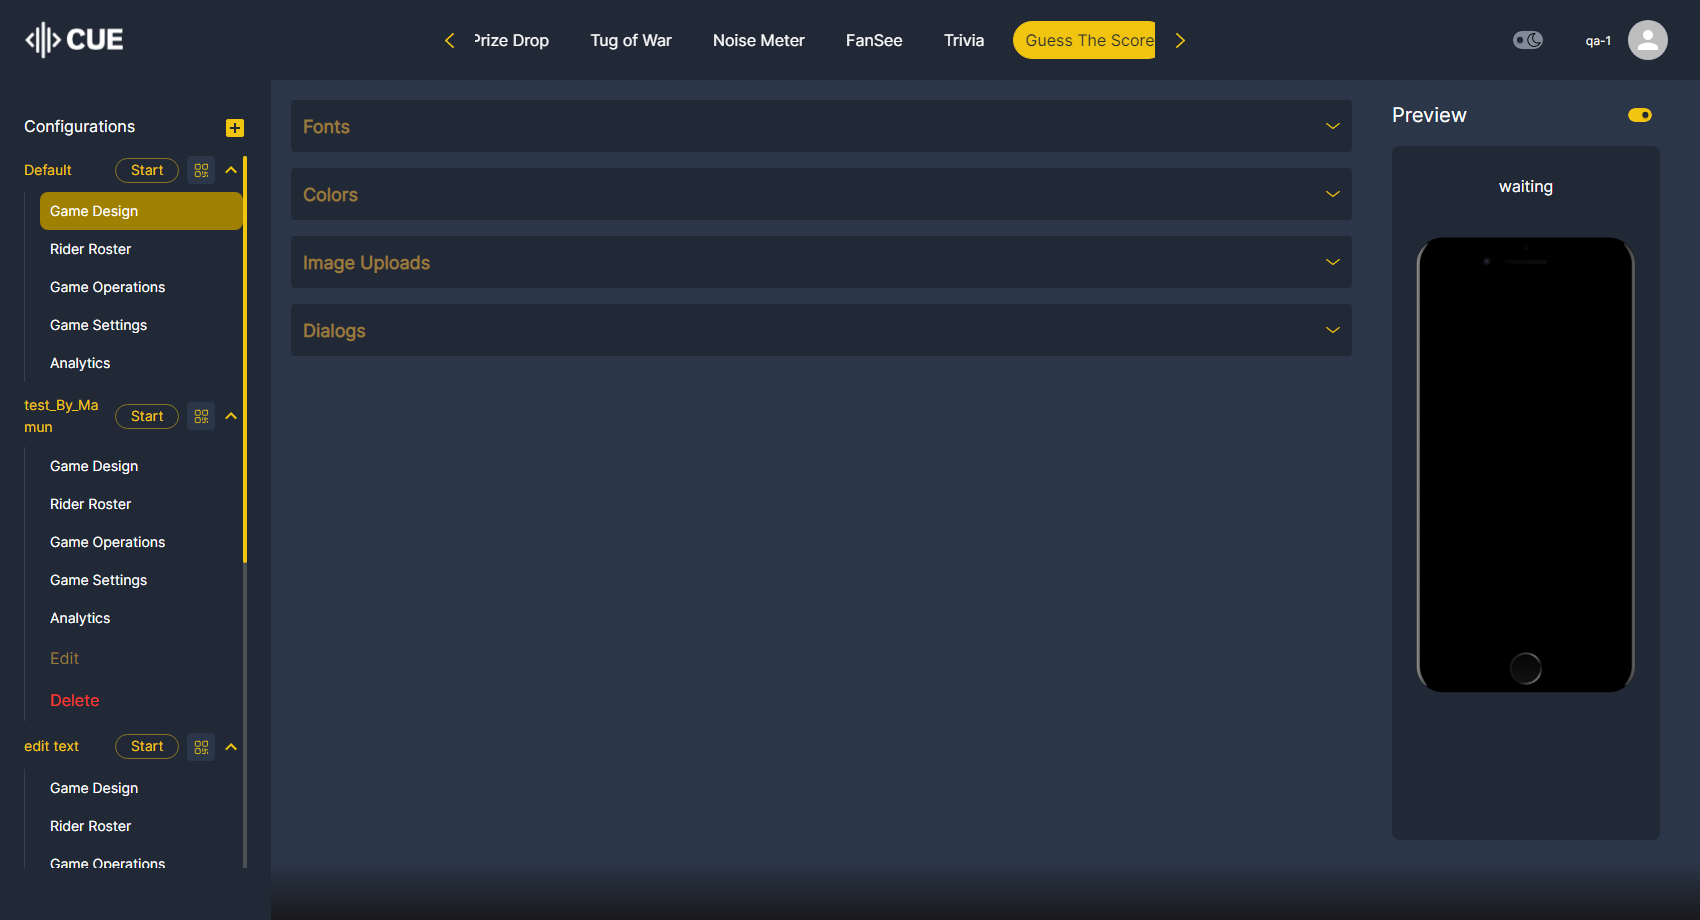 CUE
Prize Drop
Tug of War
Noise Meter
FanSee
Trivia
Guess The Score
qa-1
Configurations
Default
Start
Game Design
Rider Roster
Game Operations
Game Settings
Analytics
test_By_Ma
mun
Start
Game Design
Rider Roster
Game Operations
Game Settings
Analytics
Edit
Delete
edit text
Start
Game Design
Rider Roster
Game Operations
Fonts
Colors
Image Uploads
Dialogs
Preview
waiting